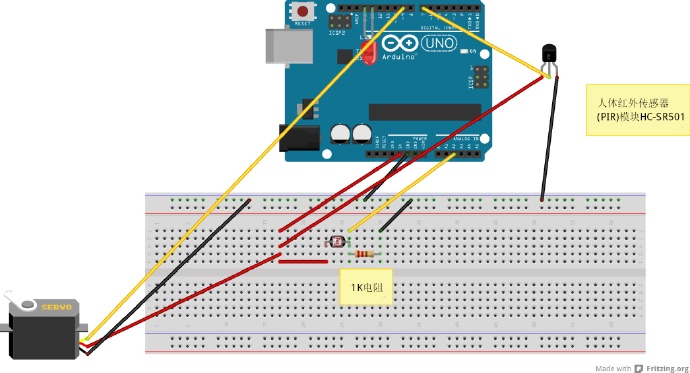 RESET
ICSP2
ICSP
L
ON
UNO
Arduino
DIGITAL
POWER
ANALOG IN
人体红外传感器
(PIR)模块HC-SR501
1K电阻
SERVO
Made with Fritzing.org